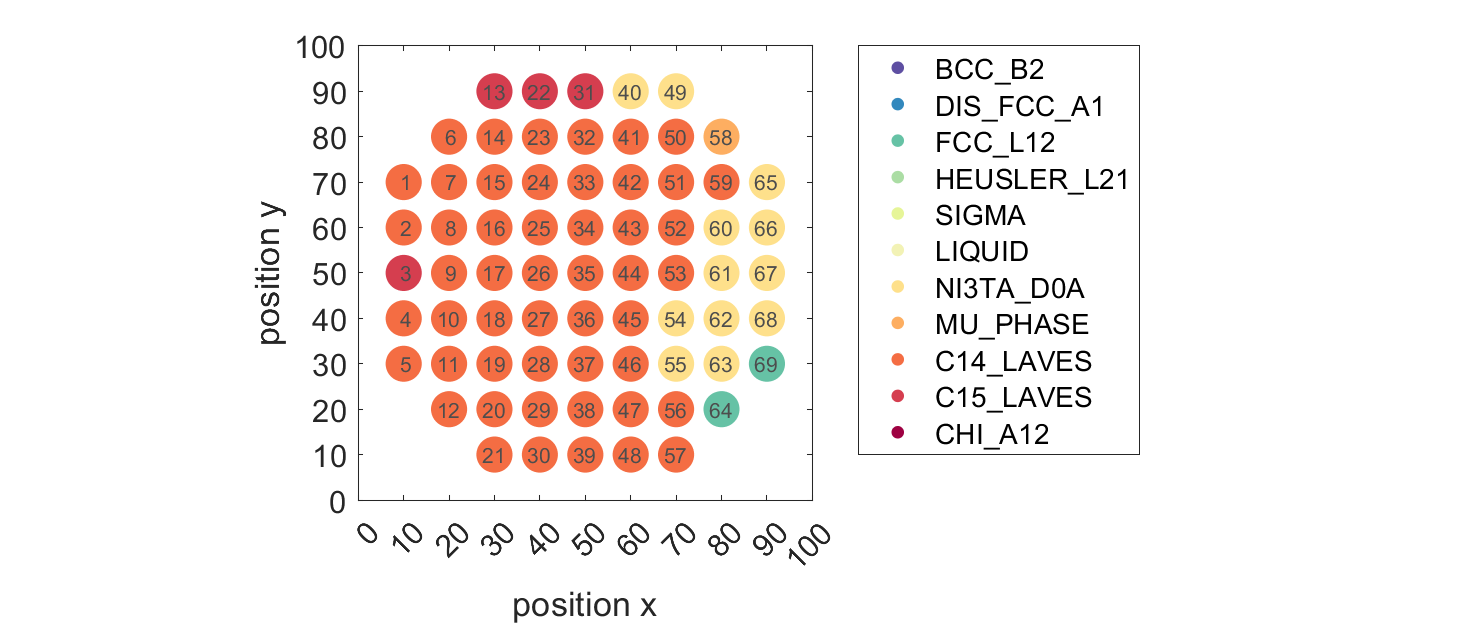 100
90
80
70
60
50
40
30
20
10
0
position y
13 22 31 40 49
6 14 23 32 41 50 58
1 7 15 24 33 42 51 59 65
2 8 16 25 34 43 52 60 66
3 9 17 26 35 44 53 61 67
4 10 18 27 36 45 54 62 68
5 11 19 28 37 46 55 63 69
12 20 29 38 47 56 64
21 30 39 48 57
0 10 20 30 40 50 60 70 80 90 100
position x
BCC_B2
DIS_FCC_A1
FCC_L12
HEUSLER_L21
SIGMA
LIQUID
NI3TA_D0A
MU_PHASE
C14_LAVES
C15_LAVES
CHI_A12